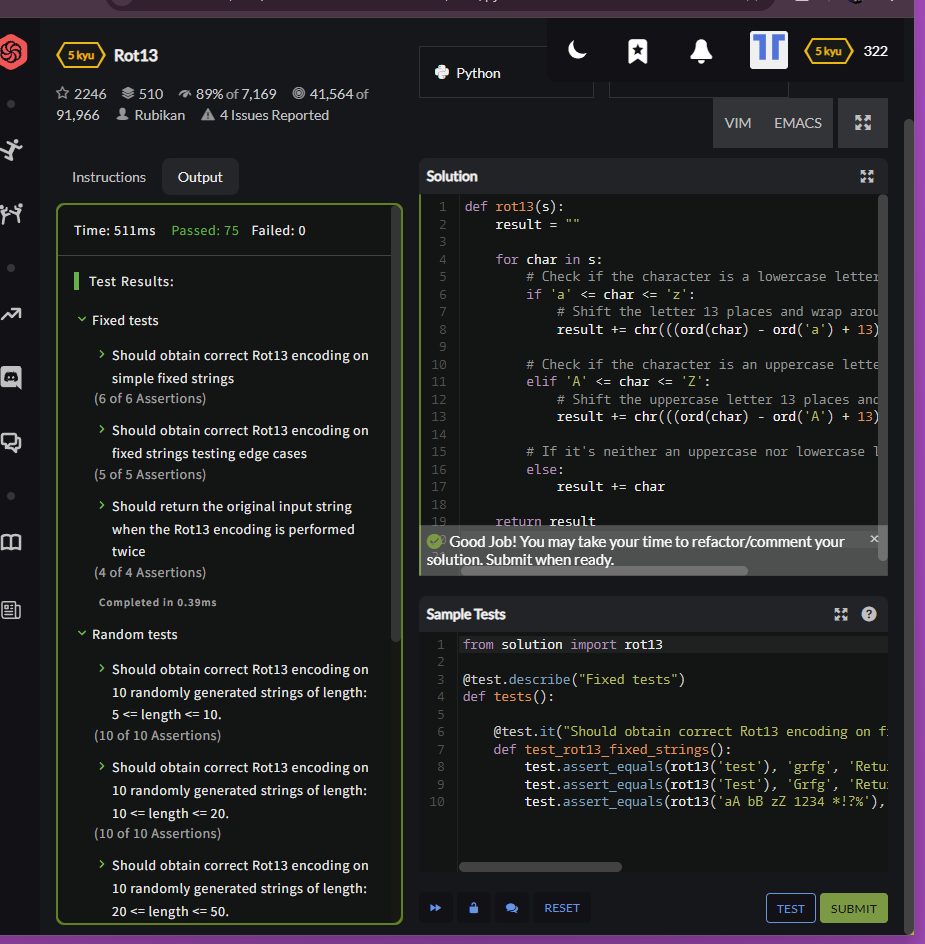 5 kyu
Rot13
2246 510 89% of 7,169 41,564 of
91,966 Rubikan 4 Issues Reported
Python
5 kyu
322
VIM EMACS
Instructions Output
Time: 511ms Passed: 75 Failed: 0
Test Results:
Fixed tests
Should obtain correct Rot13 encoding on
simple fixed strings
(6 of 6 Assertions)
Should obtain correct Rot13 encoding on
fixed strings testing edge cases
(5 of 5 Assertions)
Should return the original input string
when the Rot13 encoding is performed
twice
(4 of 4 Assertions)
Completed in 0.39ms
Random tests
Should obtain correct Rot13 encoding on
10 randomly generated strings of length:
5 <= length <= 10.
(10 of 10 Assertions)
Should obtain correct Rot13 encoding on
10 randomly generated strings of length:
10 <= length <= 20.
(10 of 10 Assertions)
Should obtain correct Rot13 encoding on
10 randomly generated strings of length:
20 <= length <= 50.
Solution
1 def rot13(s):
2 result = ""
3
4 for char in s:
5 # Check if the character is a lowercase letter
6 if 'a' <= char <= 'z':
7 # Shift the letter 13 places and wrap arou
8 result += chr(((ord(char) - ord('a') + 13)
9
10 # Check if the character is an uppercase lette
11 elif 'A' <= char <= 'Z':
12 # Shift the uppercase letter 13 places and
13 result += chr(((ord(char) - ord('A') + 13)
14
15 # If it's neither an uppercase nor lowercase l
16 else:
17 result += char
18
19 return result
Good Job! You may take your time to refactor/comment your
solution. Submit when ready.
Sample Tests
1 from solution import rot13
2
3 @test.describe("Fixed tests")
4 def tests():
5
6 @test.it("Should obtain correct Rot13 encoding on fi
7 def test_rot13_fixed_strings():
8 test.assert_equals(rot13('test'), 'grfg', 'Retu
9 test.assert_equals(rot13('Test'), 'Grfg', 'Retu
10 test.assert_equals(rot13('aA bB zZ 1234 *!?%'),
RESET TEST SUBMIT